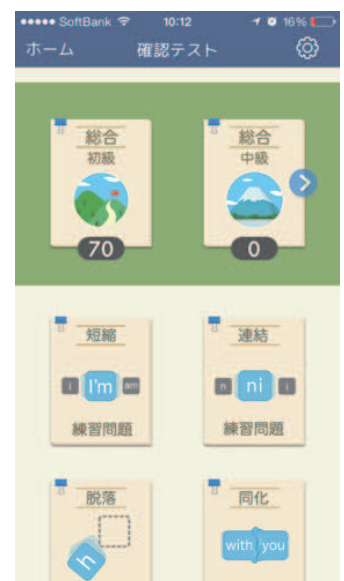 SoftBank 10:12 16%
ホーム 確認テスト
総合 総合
初級 中級
70 0
短縮 連結
I I'm am n ni i
練習問題 練習問題
脱落 同化
h with you